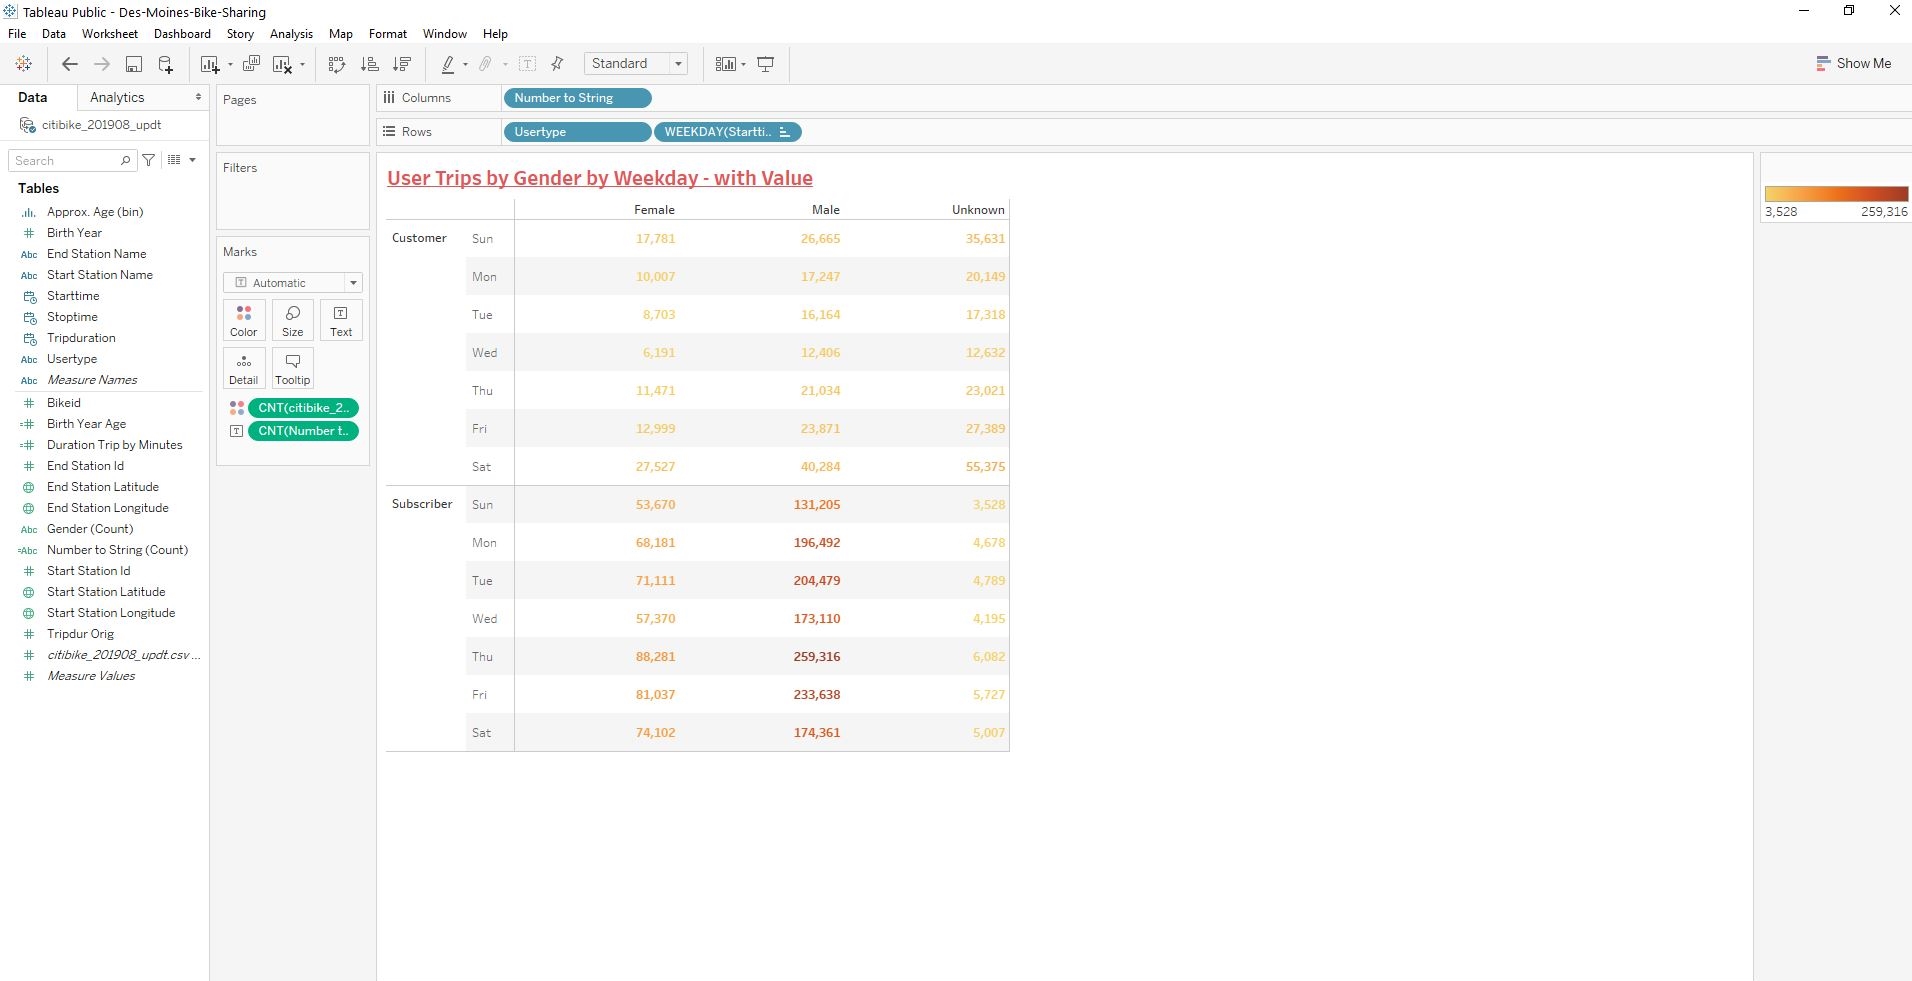 Tableau Public - Des-Moines-Bike-Sharing
File Data Worksheet Dashboard Story Analysis Map Format Window Help
Standard
Show Me
Data Analytics
citibike_201908_updt
Search
Tables
Approx. Age (bin)
# Birth Year
Abc End Station Name
Abc Start Station Name
Starttime
Stoptime
Tripduration
Abc Usertype
Abc Measure Names
# Bikeid
=# Birth Year Age
=# Duration Trip by Minutes
# End Station Id
End Station Latitude
End Station Longitude
Abc Gender (Count)
=Abc Number to String (Count)
# Start Station Id
Start Station Latitude
Start Station Longitude
# Tripdur Orig
# citibike_201908_updt.csv ...
# Measure Values
Pages
Filters
Marks
T Automatic
Color Size Text
Detail Tooltip
CNT(citibike_2..
T CNT(Number t..
Columns Number to String
Rows Usertype WEEKDAY(Startti..
User Trips by Gender by Weekday - with Value
Female Male Unknown
Customer Sun 17,781 26,665 35,631
Mon 10,007 17,247 20,149
Tue 8,703 16,164 17,318
Wed 6,191 12,406 12,632
Thu 11,471 21,034 23,021
Fri 12,999 23,871 27,389
Sat 27,527 40,284 55,375
Subscriber Sun 53,670 131,205 3,528
Mon 68,181 196,492 4,678
Tue 71,111 204,479 4,789
Wed 57,370 173,110 4,195
Thu 88,281 259,316 6,082
Fri 81,037 233,638 5,727
Sat 74,102 174,361 5,007
3,528 259,316